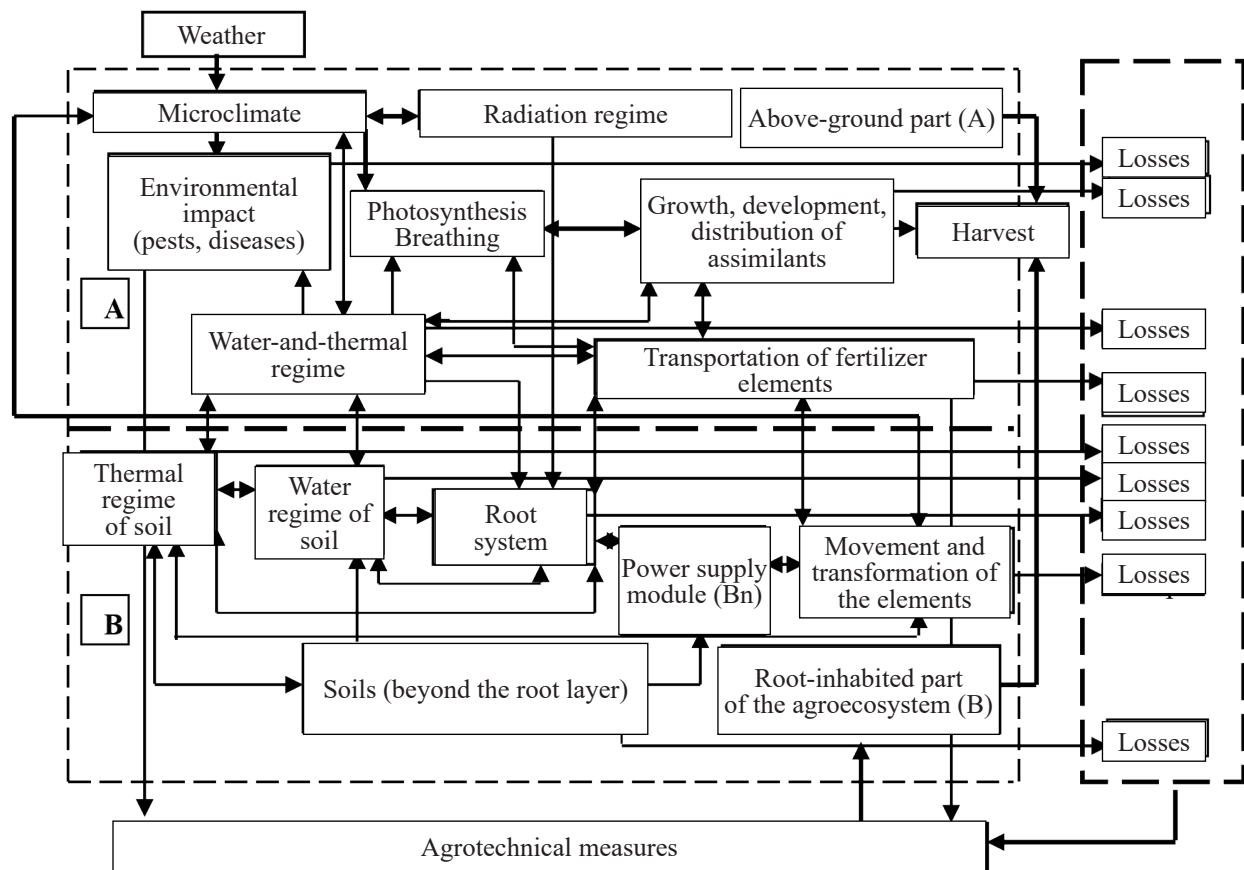 Weather
Microclimate
Radiation regime
Above-ground part (A)
Losses
Environmental
impact
(pests, diseases)
Photosynthesis
Breathing
Growth, development,
distribution of
assimilants
Losses
Harvest
A
Water-and-thermal
regime
Transportation of fertilizer
elements
Losses
Losses
Losses
Thermal
regime
of soil
Water
regime of
soil
Root
system
Losses
Losses
Power supply
module (Bn)
Movement and
transformation of
the elements
Losses
B
Soils (beyond the root layer)
Root-inhabited part
of the agroecosystem (B)
Losses
Agrotechnical measures